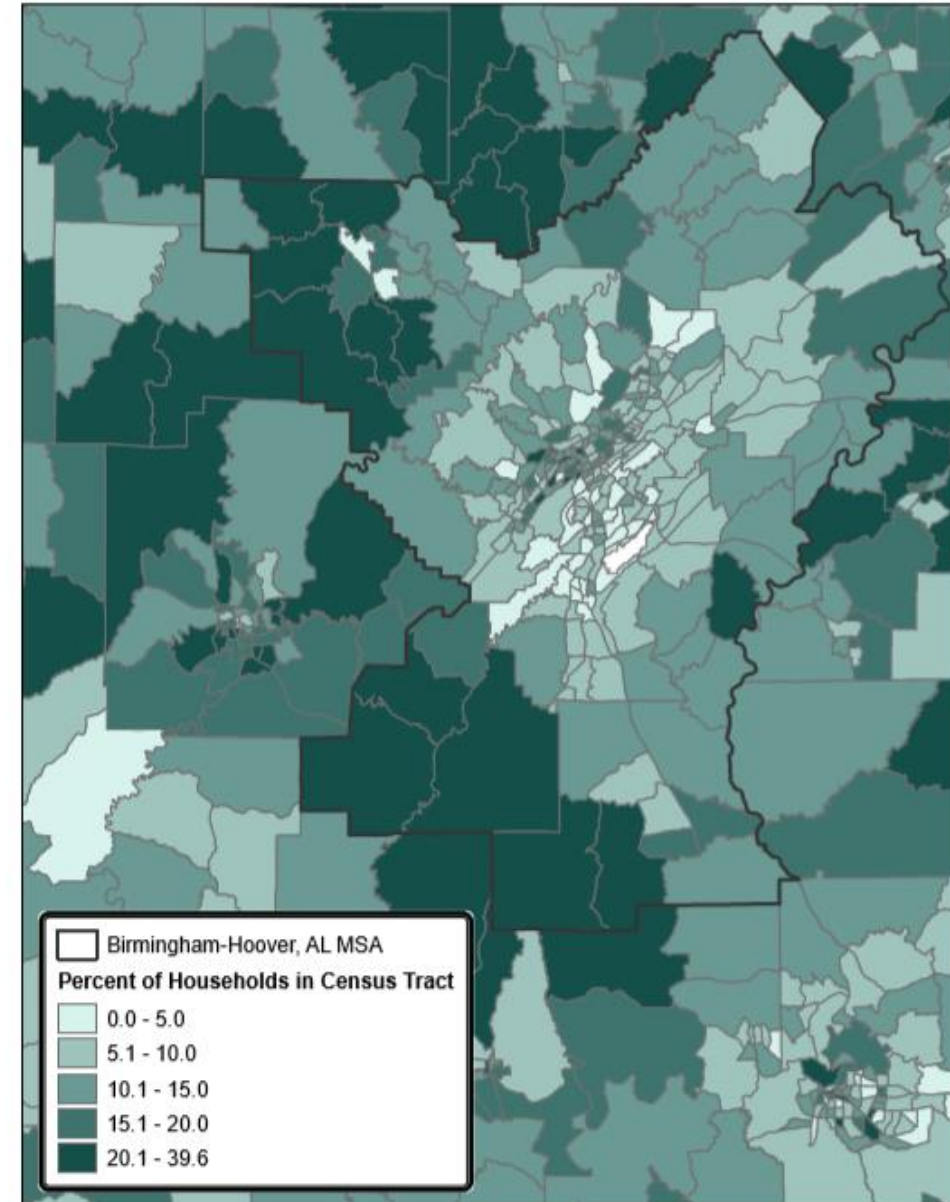 Birmingham-Hoover, AL MSA
Percent of Households in Census Tract
0.0 - 5.0
5.1 - 10.0
10.1 - 15.0
15.1 - 20.0
20.1 - 39.6